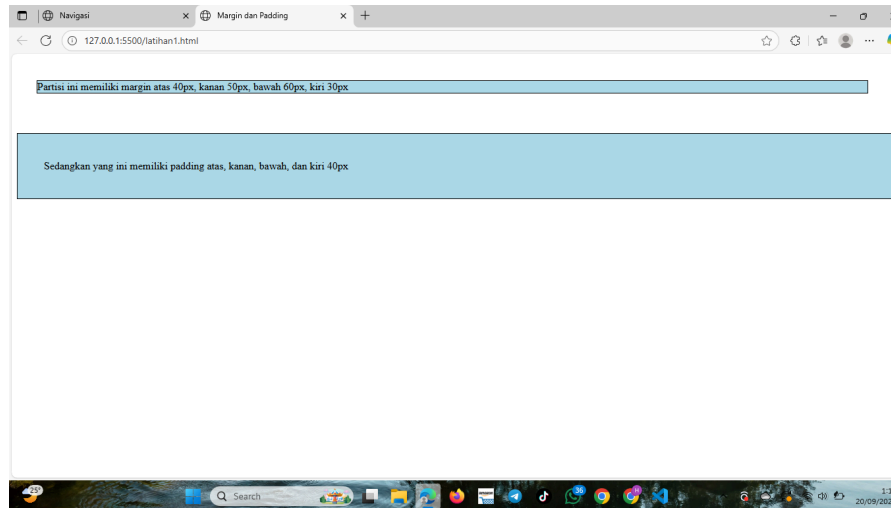 Navigasi
Margin dan Padding
127.0.0.1:5500/latihan1.html
Partisi ini memiliki margin atas 40px, kanan 50px, bawah 60px, kiri 30px
Sedangkan yang ini memiliki padding atas, kanan, bawah, dan kiri 40px
25°
Search
36
20/09/202